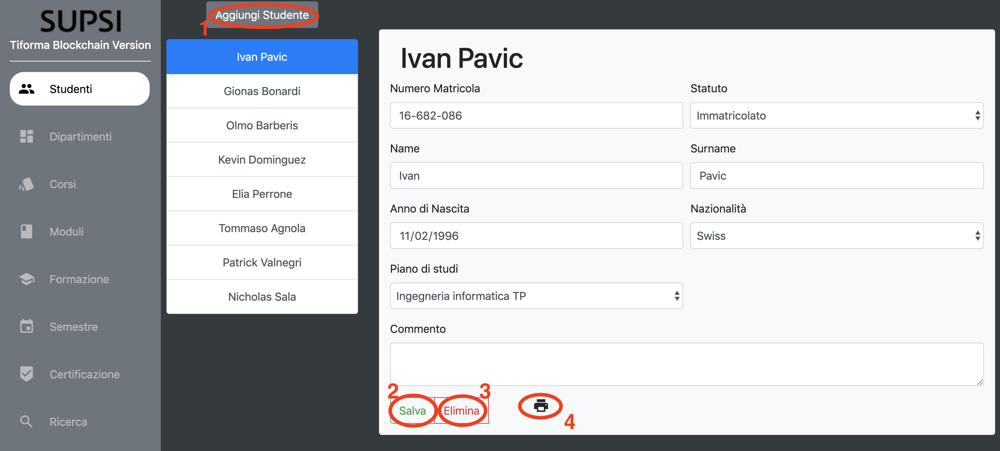 SUPSI
Tiforma Blockchain Version
Studenti
Dipartimenti
Corsi
Moduli
Formazione
Semestre
Certificazione
Ricerca
Aggiungi Studente
1
Ivan Pavic
Gionas Bonardi
Olmo Barberis
Kevin Dominguez
Elia Perrone
Tommaso Agnola
Patrick Valnegri
Nicholas Sala
Ivan Pavic
Numero Matricola Statuto
16-682-086 Immatricolato
Name Surname
Ivan Pavic
Anno di Nascita Nazionalità
11/02/1996 Swiss
Piano di studi
Ingegneria informatica TP
Commento
2 3
Salva Elimina
4